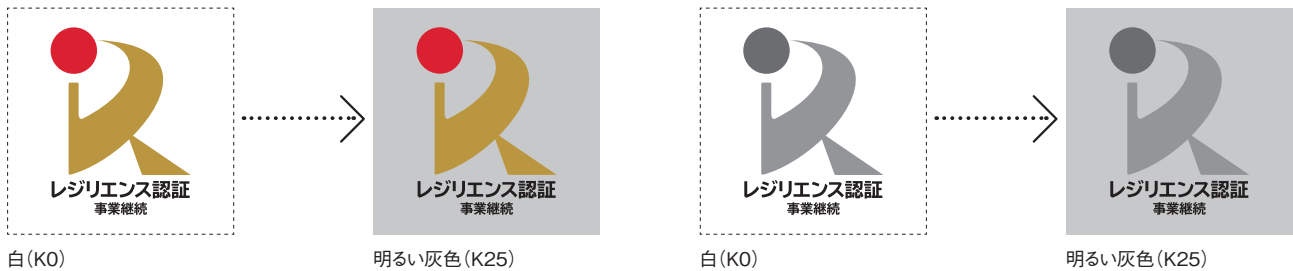 レジリエンス認証
事業継続
レジリエンス認証
事業継続
レジリエンス認証
事業継続
レジリエンス認証
事業継続
白(K0)
明るい灰色(K25)
白(K0)
明るい灰色(K25)